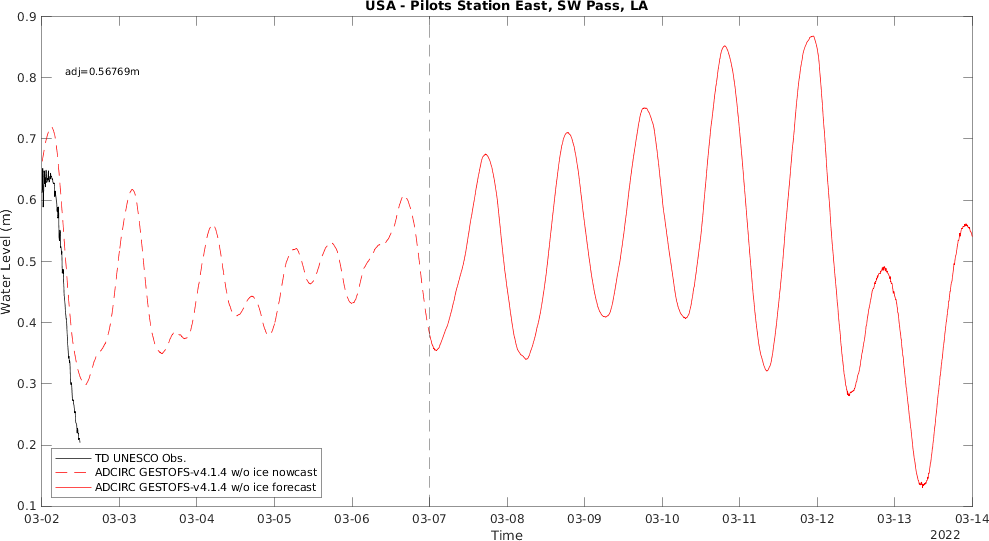 USA - Pilots Station East, SW Pass, LA
0.9
0.8
0.7
0.6
0.5
0.4
0.3
0.2
0.1
Water Level (m)
adj=0.56769m
TD UNESCO Obs.
ADCIRC GESTOFS-v4.1.4 w/o ice nowcast
ADCIRC GESTOFS-v4.1.4 w/o ice forecast
03-02 03-03 03-04 03-05 03-06 03-07 03-08 03-09 03-10 03-11 03-12 03-13 03-14
Time
2022